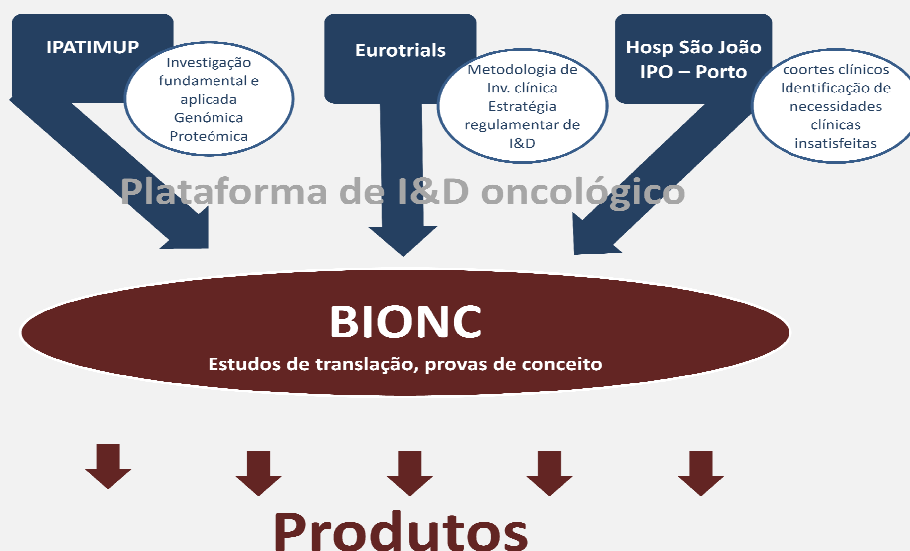 IPATIMUP
Investigação
fundamental e
aplicada
Genómica
Proteómica
Eurotrials
Metodologia de
Inv. clínica
Estratégia
regulamentar de
I&D
Hosp São João
IPO – Porto
coortes clínicos
Identificação de
necessidades
clínicas
insatisfeitas
Plataforma de I&D oncológico
BIONC
Estudos de translação, provas de conceito
Produtos